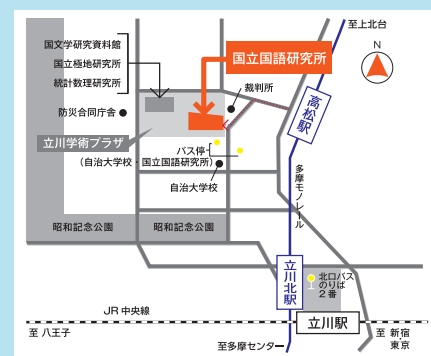 至上北台
国文学研究資料館
国立極地研究所
統計数理研究所
国立国語研究所
N
裁判所
高松駅
防災合同庁舎
立川学術プラザ
バス停
(自治大学校・国立国語研究所)
自治大学校
多摩モノレール
昭和記念公園
昭和記念公園
立川北駅
北口バス
のりば
2番
JR中央線
立川駅
至 八王子
至 新宿
東京
至多摩センター